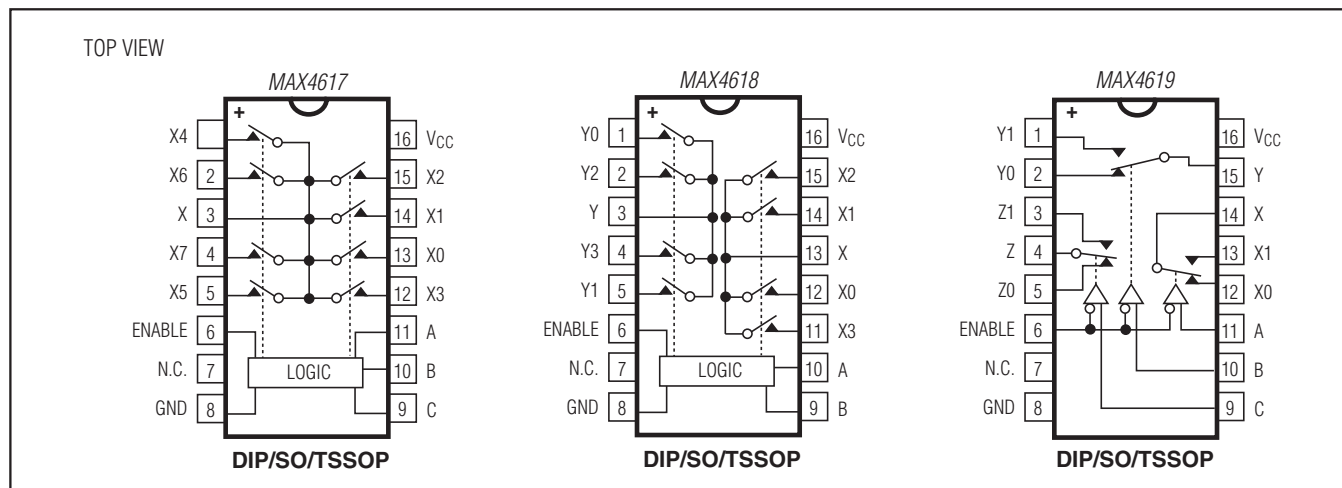 TOP VIEW
MAX4617
+
X4
16 VCC
X6 2
15 X2
X 3
14 X1
X7 4
13 X0
X5 5
12 X3
ENABLE 6
11 A
N.C. 7
LOGIC
10 B
GND 8
9 C
DIP/SO/TSSOP
MAX4618
+
Y0 1
16 VCC
Y2 2
15 X2
Y 3
14 X1
Y3 4
13 X
Y1 5
12 X0
ENABLE 6
11 X3
N.C. 7
LOGIC
10 A
GND 8
9 B
DIP/SO/TSSOP
MAX4619
+
Y1 1
16 VCC
Y0 2
15 Y
Z1 3
14 X
Z 4
13 X1
Z0 5
12 X0
ENABLE 6
11 A
N.C. 7
10 B
GND 8
9 C
DIP/SO/TSSOP